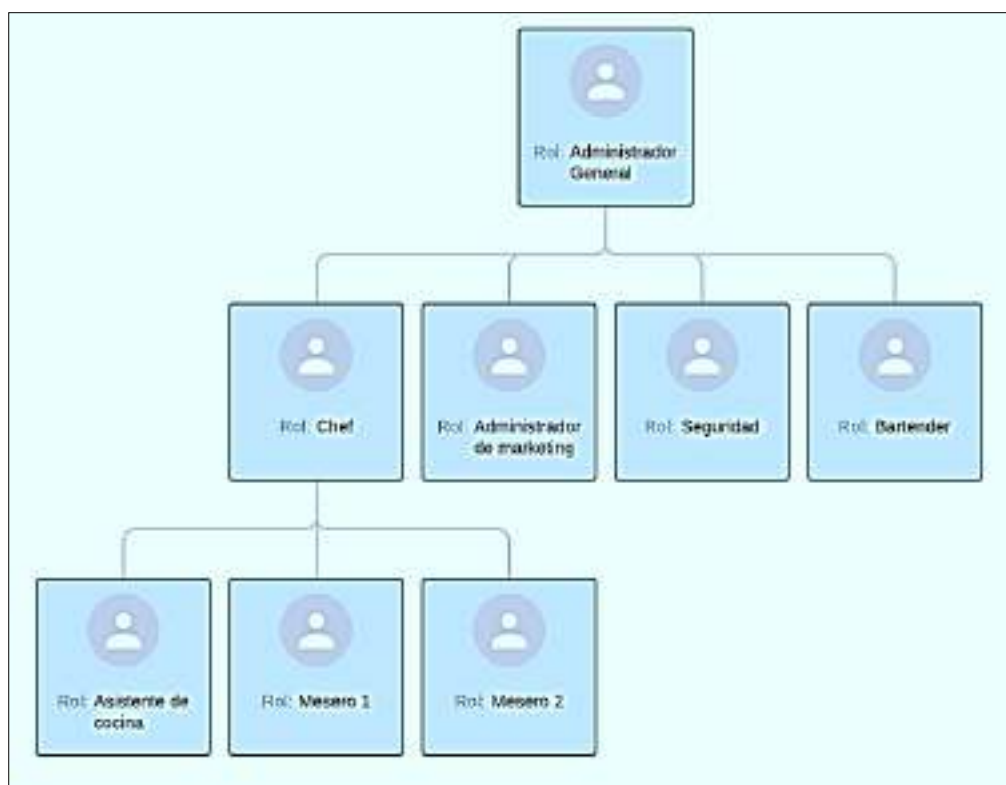 Rol: Administrador
General
Rol: Chef
Rol: Administrador
de marketing
Rol: Seguridad
Rol: Bartender
Rol: Asistente de
cocina
Rol: Mesero 1
Rol: Mesero 2